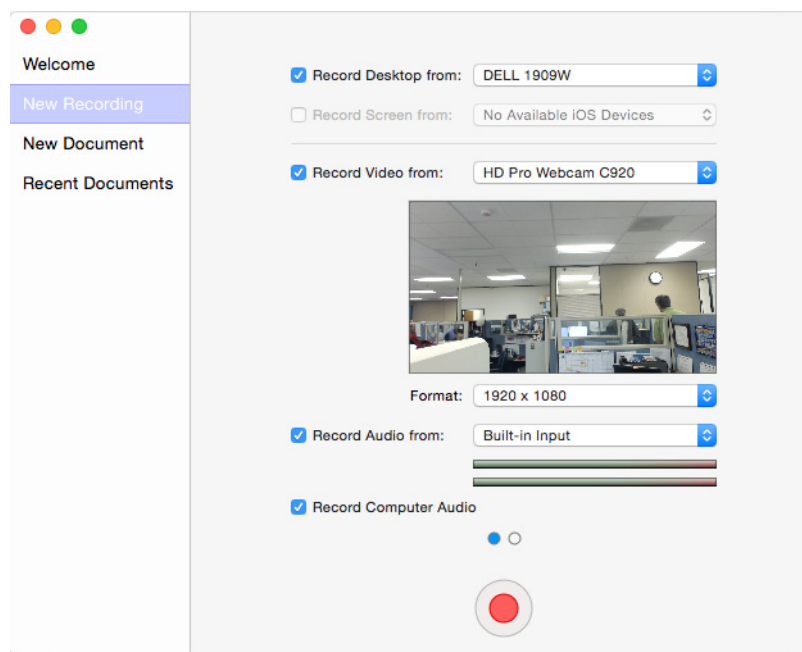 Welcome
New Recording
New Document
Recent Documents
Record Desktop from: DELL 1909W
Record Screen from: No Available iOS Devices
Record Video from: HD Pro Webcam C920
Format: 1920 x 1080
Record Audio from: Built-in Input
Record Computer Audio